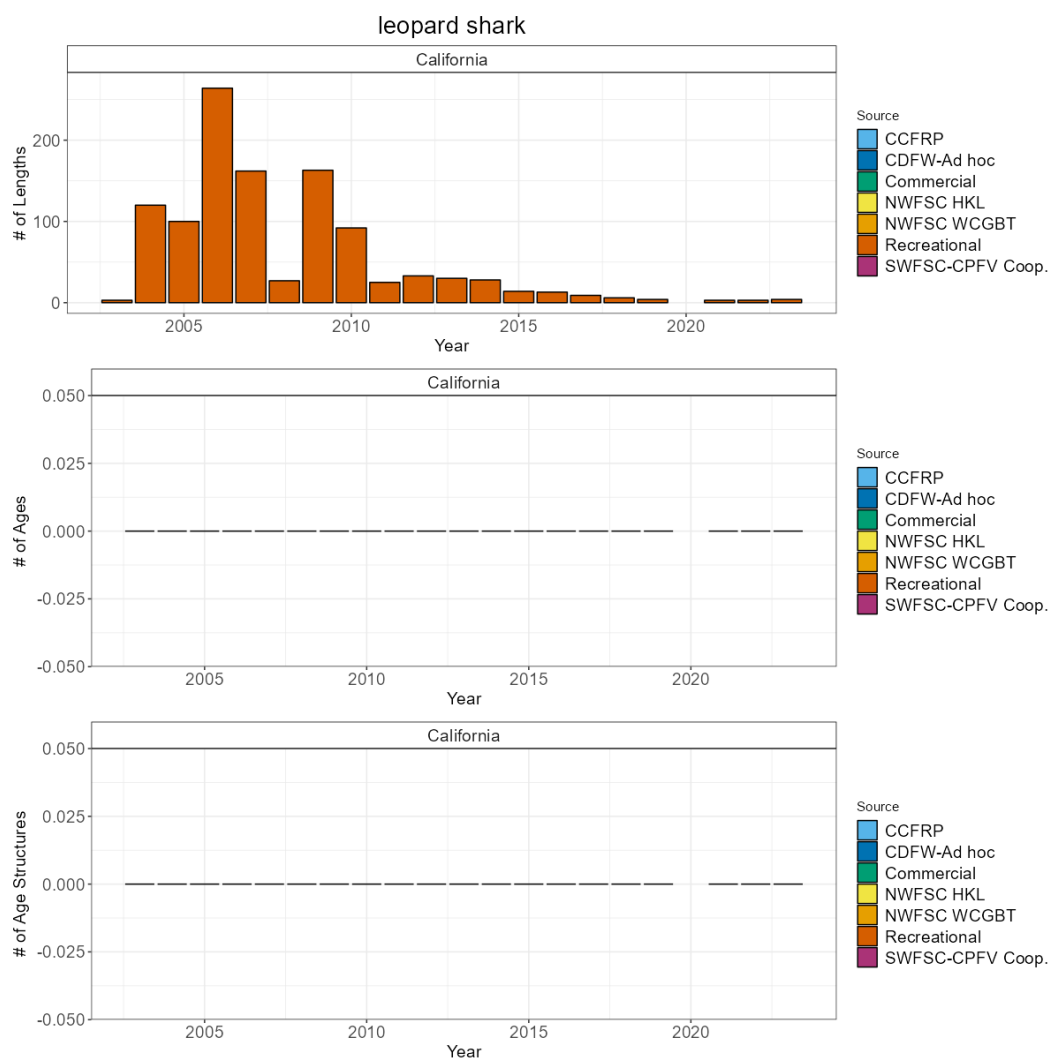 leopard shark
California
# of Lengths
200
100
0
2005 2010 2015 2020
Year
Source
CCFRP
CDFW-Ad hoc
Commercial
NWFSC HKL
NWFSC WCGBT
Recreational
SWFSC-CPFV Coop.
California
# of Ages
0.050
0.025
0.000
-0.025
-0.050
2005 2010 2015 2020
Year
Source
CCFRP
CDFW-Ad hoc
Commercial
NWFSC HKL
NWFSC WCGBT
Recreational
SWFSC-CPFV Coop.
California
# of Age Structures
0.050
0.025
0.000
-0.025
-0.050
2005 2010 2015 2020
Year
Source
CCFRP
CDFW-Ad hoc
Commercial
NWFSC HKL
NWFSC WCGBT
Recreational
SWFSC-CPFV Coop.